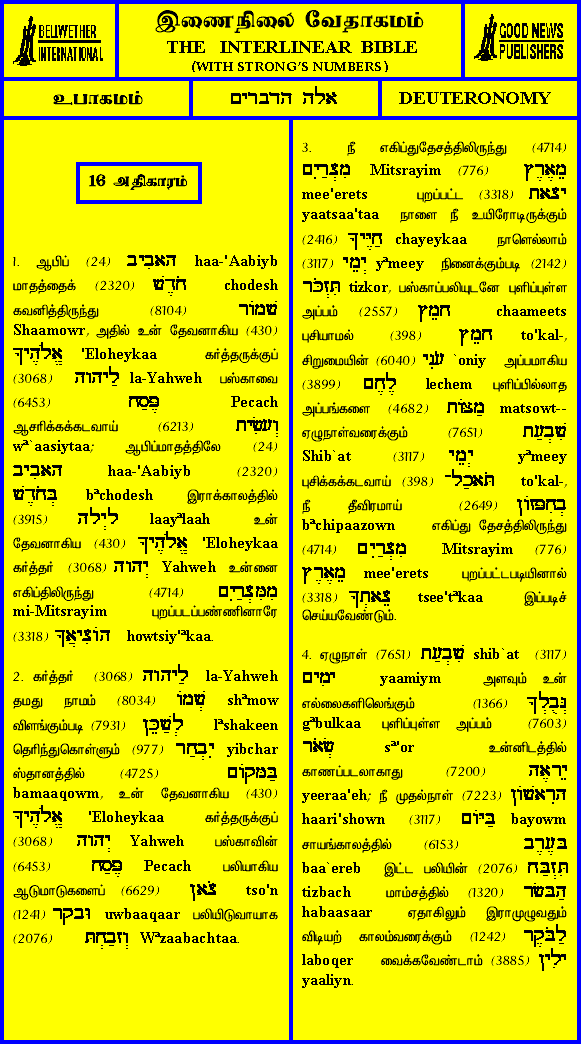 BELLWETHER
INTERNATIONAL
இணைநிலை வேதாகமம்
THE INTERLINEAR BIBLE
(WITH STRONG'S NUMBERS)
GOOD NEWS
PUBLISHERS
உபாகமம்
אלה הדברים
DEUTERONOMY
16 அதிகாரம்
1. ஆபிப் (24) הָאָבִיב haa-'Aabiyb
மாதத்தைக் (2320) חֹדֶשׁ chodesh
கவனித்திருந்து (8104) שָׁמוֹר
Shaamowr, அதில் உன் தேவனாகிய (430)
אֱלֹהֶיךָ 'Eloheykaa கர்த்தருக்குப்
(3068) לַיהוה la-Yahweh பஸ்காவை
(6453) פֶּסַח Pecach
ஆசரிக்கக்கடவாய் (6213) וְעָשִׂיתָ
wª`aasiytaa; ஆபிப்மாதத்திலே (24)
הָאָבִיב haa-'Aabiyb (2320)
בְּחֹדֶשׁ bªchodesh இராக்காலத்தில்
(3915) לָיְלָה laayªlaah உன்
தேவனாகிய (430) אֱלֹהֶיךָ 'Eloheykaa
கர்த்தர் (3068) יְהוה Yahweh உன்னை
எகிப்திலிருந்து (4714) מִמִּצְרַיִם
mi-Mitsrayim புறப்படப்பண்ணினாரே
(3318) הוֹצִיאֲךָ howtsiy'ªkaa.
2. கர்த்தர் (3068) לַיהוה la-Yahweh
தமது நாமம் (8034) שְׁמוֹ shªmow
விளங்கும்படி (7931) לְשַׁכֵּן lªshakeen
தெரிந்துகொள்ளும் (977) יִבְחַר yibchar
ஸ்தானத்தில் (4725) בַּמָּקוֹם
bamaaqowm, உன் தேவனாகிய (430)
אֱלֹהֶיךָ 'Eloheykaa கர்த்தருக்குப்
(3068) יְהוה Yahweh பஸ்காவின்
(6453) פֶּסַח Pecach பலியாகிய
ஆடுமாடுகளைப் (6629) צֹאן tso'n
(1241) וּבָקָר uwbaaqaar பலியிடுவாயாக
(2076) וְזָבַחְתָּ Wªzaabachtaa.
3. நீ எகிப்துதேசத்திலிருந்து (4714)
מִצְרַיִם Mitsrayim (776) מֵאֶרֶץ
mee'erets புறப்பட்ட (3318) יצאת
yaatsaa'taa நாளை நீ உயிரோடிருக்கும்
(2416) חַיֶּיךָ chayeykaa நாளெல்லாம்
(3117) יְמֵי yªmeey நினைக்கும்படி (2142)
תִּזְכֹּר tizkor, பஸ்காப்பலியுடனே புளிப்புள்ள
அப்பம் (2557) חמץ chaameets
புசியாமல் (398) חמץ to'kal-,
சிறுமையின் (6040) עֹנִי `oniy அப்பமாகிய
(3899) לֶחֶם lechem புளிப்பில்லாத
அப்பங்களை (4682) מַצּוֹת matsowt--
ஏழுநாள்வரைக்கும் (7651) שִׁבְעַת
Shib`at (3117) יְמֵי yªmeey
புசிக்கக்கடவாய் (398) תֹּאכַל־ to'kal-,
நீ தீவிரமாய் (2649) בְחִפָּזוֹן
bªchipaazown எகிப்து தேசத்திலிருந்து
(4714) מִצְרַיִם Mitsrayim (776)
מֵאֶרֶץ mee'erets புறப்பட்டபடியினால்
(3318) צֵאתְךָ tsee'tªkaa இப்படிச்
செய்யவேண்டும்.
4. ஏழுநாள் (7651) שִׁבְעַת shib`at (3117)
יָמִים yaamiym அளவும் உன்
எல்லைகளிலெங்கும் (1366) גְּבֻלְךָ
gªbulkaa புளிப்புள்ள அப்பம் (7603)
שְׂאֹר sª'or உன்னிடத்தில்
காணப்படலாகாது (7200) יֵרָאֶה
yeeraa'eh; நீ முதல்நாள் (7223) הָרִאשׁוֹן
haari'shown (3117) בַּיּוֹם bayowm
சாயங்காலத்தில் (6153) בָּעֶרֶב
baa`ereb இட்ட பலியின் (2076) תִּזְבַּח
tizbach மாம்சத்தில் (1320) הַבָּשָׂר
habaasaar ஏதாகிலும் இராமுழுவதும்
விடியற் காலம்வரைக்கும் (1242) לַבֹּקֶר
laboqer வைக்கவேண்டாம் (3885) יָלִין
yaaliyn.